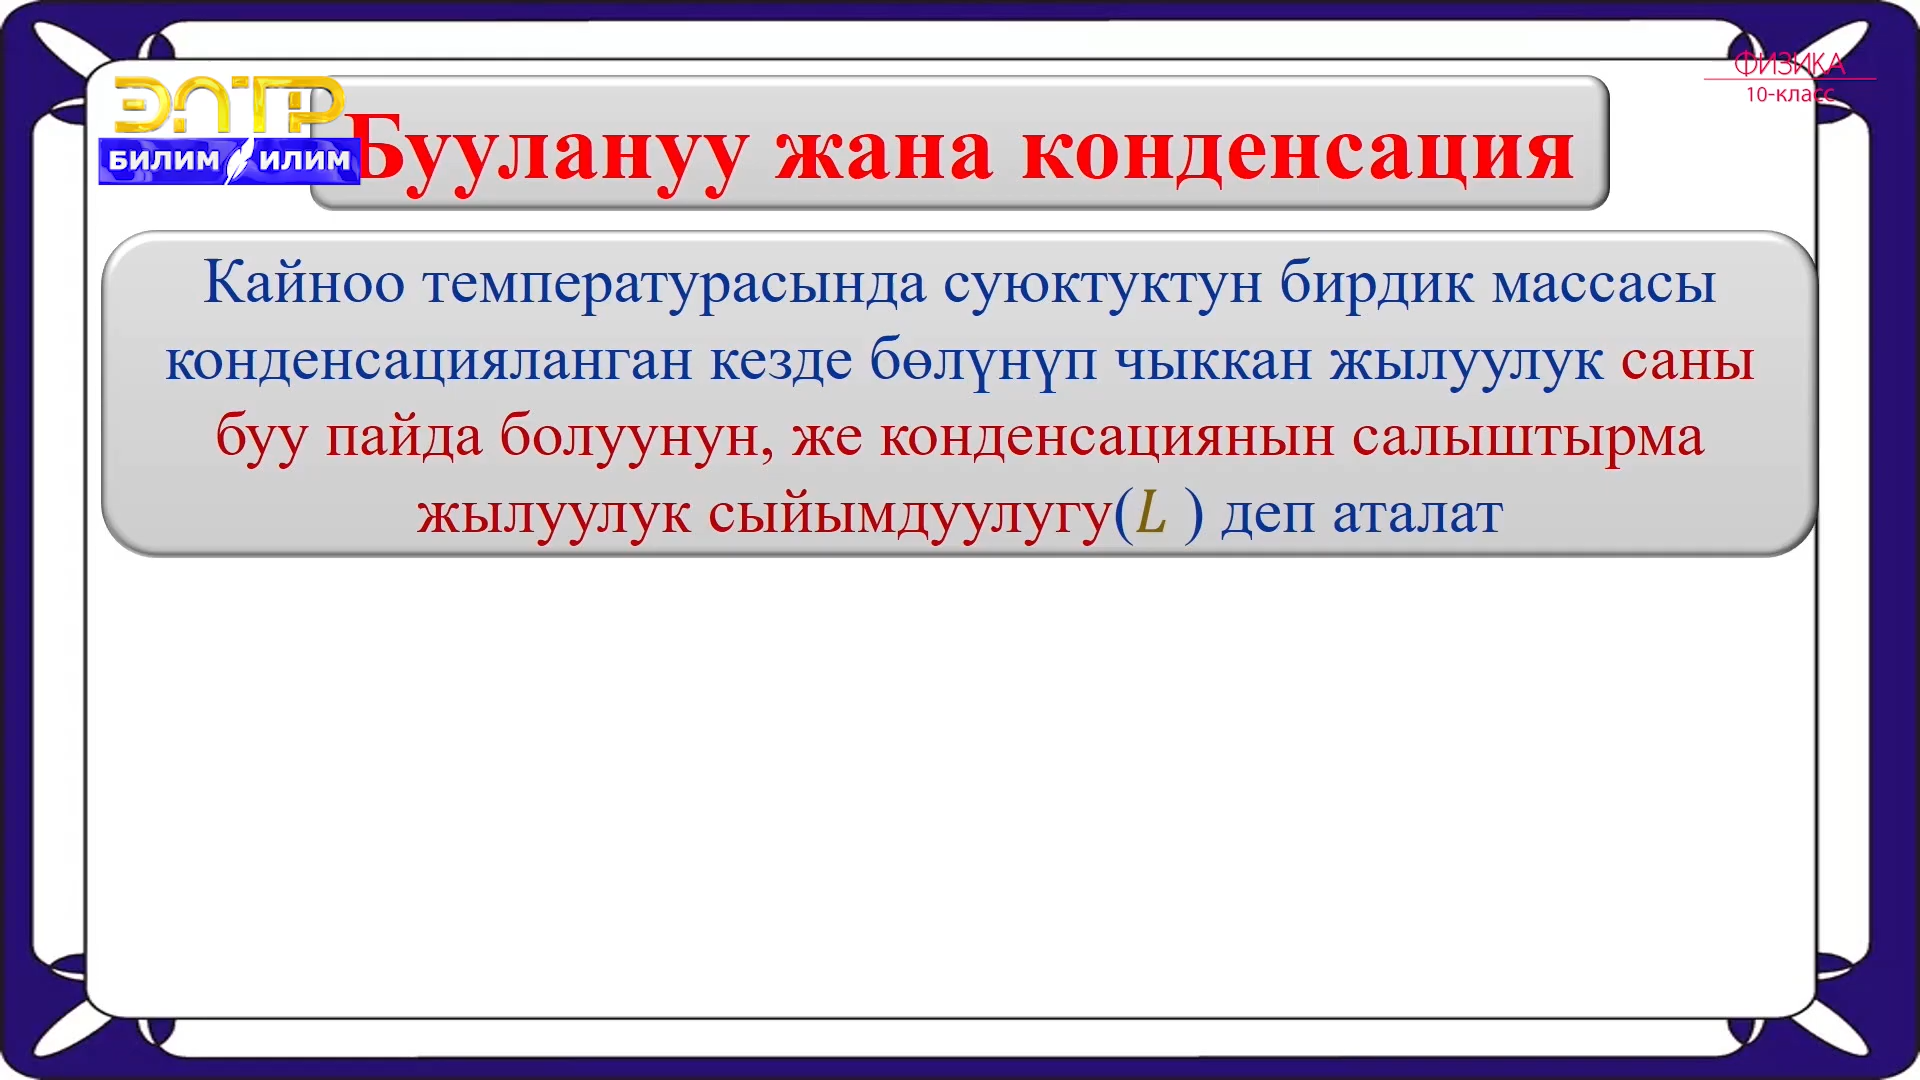 ЭЛТР
БИЛИМ ИЛИМ
ФИЗИКА
10-класс
Буулануу жана конденсация
Кайноо температурасында суюктуктун бирдик массасы
конденсацияланган кезде бөлүнүп чыккан жылуулук саны
буу пайда болуунун, же конденсациянын салыштырма
жылуулук сыйымдуулугу(L ) деп аталат